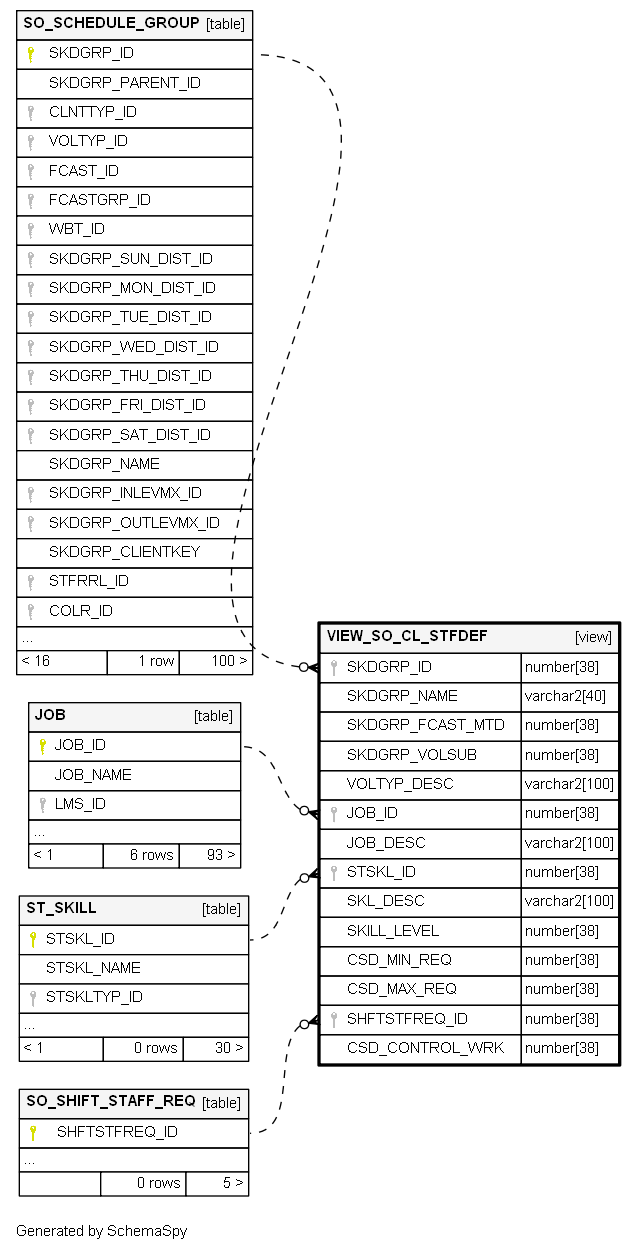 SO_SCHEDULE_GROUP [table]
SKDGRP_ID
SKDGRP_PARENT_ID
CLNTTYP_ID
VOLTYP_ID
FCAST_ID
FCASTGRP_ID
WBT_ID
SKDGRP_SUN_DIST_ID
SKDGRP_MON_DIST_ID
SKDGRP_TUE_DIST_ID
SKDGRP_WED_DIST_ID
SKDGRP_THU_DIST_ID
SKDGRP_FRI_DIST_ID
SKDGRP_SAT_DIST_ID
SKDGRP_NAME
SKDGRP_INLEVMX_ID
SKDGRP_OUTLEVMX_ID
SKDGRP_CLIENTKEY
STFRRL_ID
COLR_ID
...
< 16 1 row 100 >
VIEW_SO_CL_STFDEF [view]
SKDGRP_ID number[38]
SKDGRP_NAME varchar2[40]
SKDGRP_FCAST_MTD number[38]
SKDGRP_VOLSUB number[38]
VOLTYP_DESC varchar2[100]
JOB_ID number[38]
JOB_DESC varchar2[100]
STSKL_ID number[38]
SKL_DESC varchar2[100]
SKILL_LEVEL number[38]
CSD_MIN_REQ number[38]
CSD_MAX_REQ number[38]
SHFTSTFREQ_ID number[38]
CSD_CONTROL_WRK number[38]
JOB [table]
JOB_ID
JOB_NAME
LMS_ID
...
< 1 6 rows 93 >
ST_SKILL [table]
STSKL_ID
STSKL_NAME
STSKLTYP_ID
...
< 1 0 rows 30 >
SO_SHIFT_STAFF_REQ [table]
SHFTSTFREQ_ID
...
0 rows 5 >
Generated by SchemaSpy